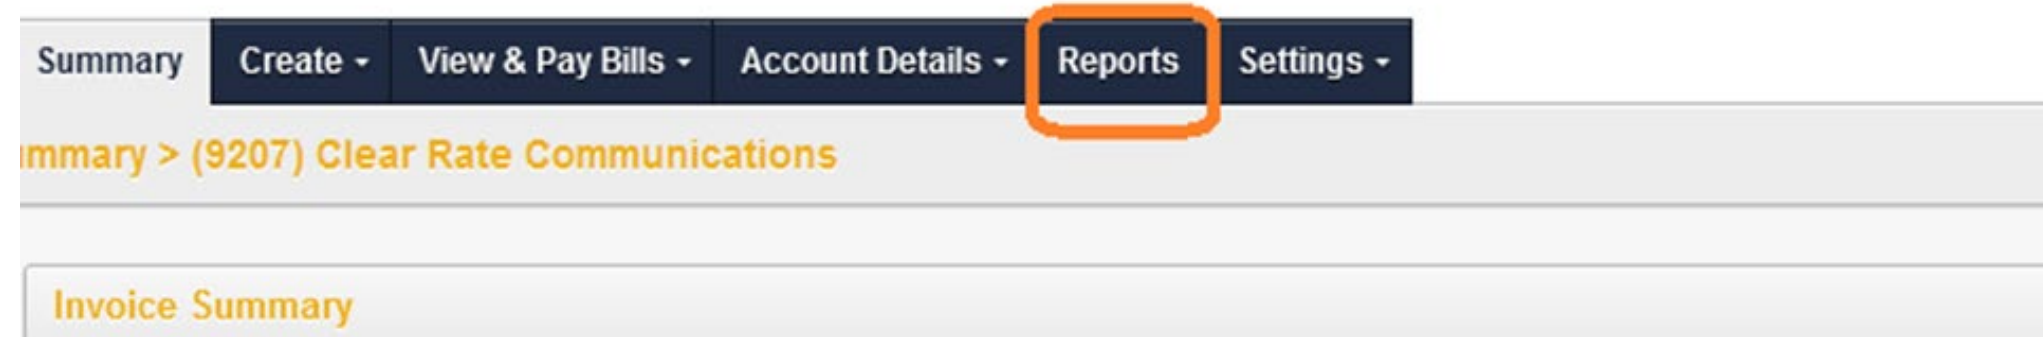 Summary Create View & Pay Bills Account Details Reports Settings
mmary > (9207) Clear Rate Communications
Invoice Summary